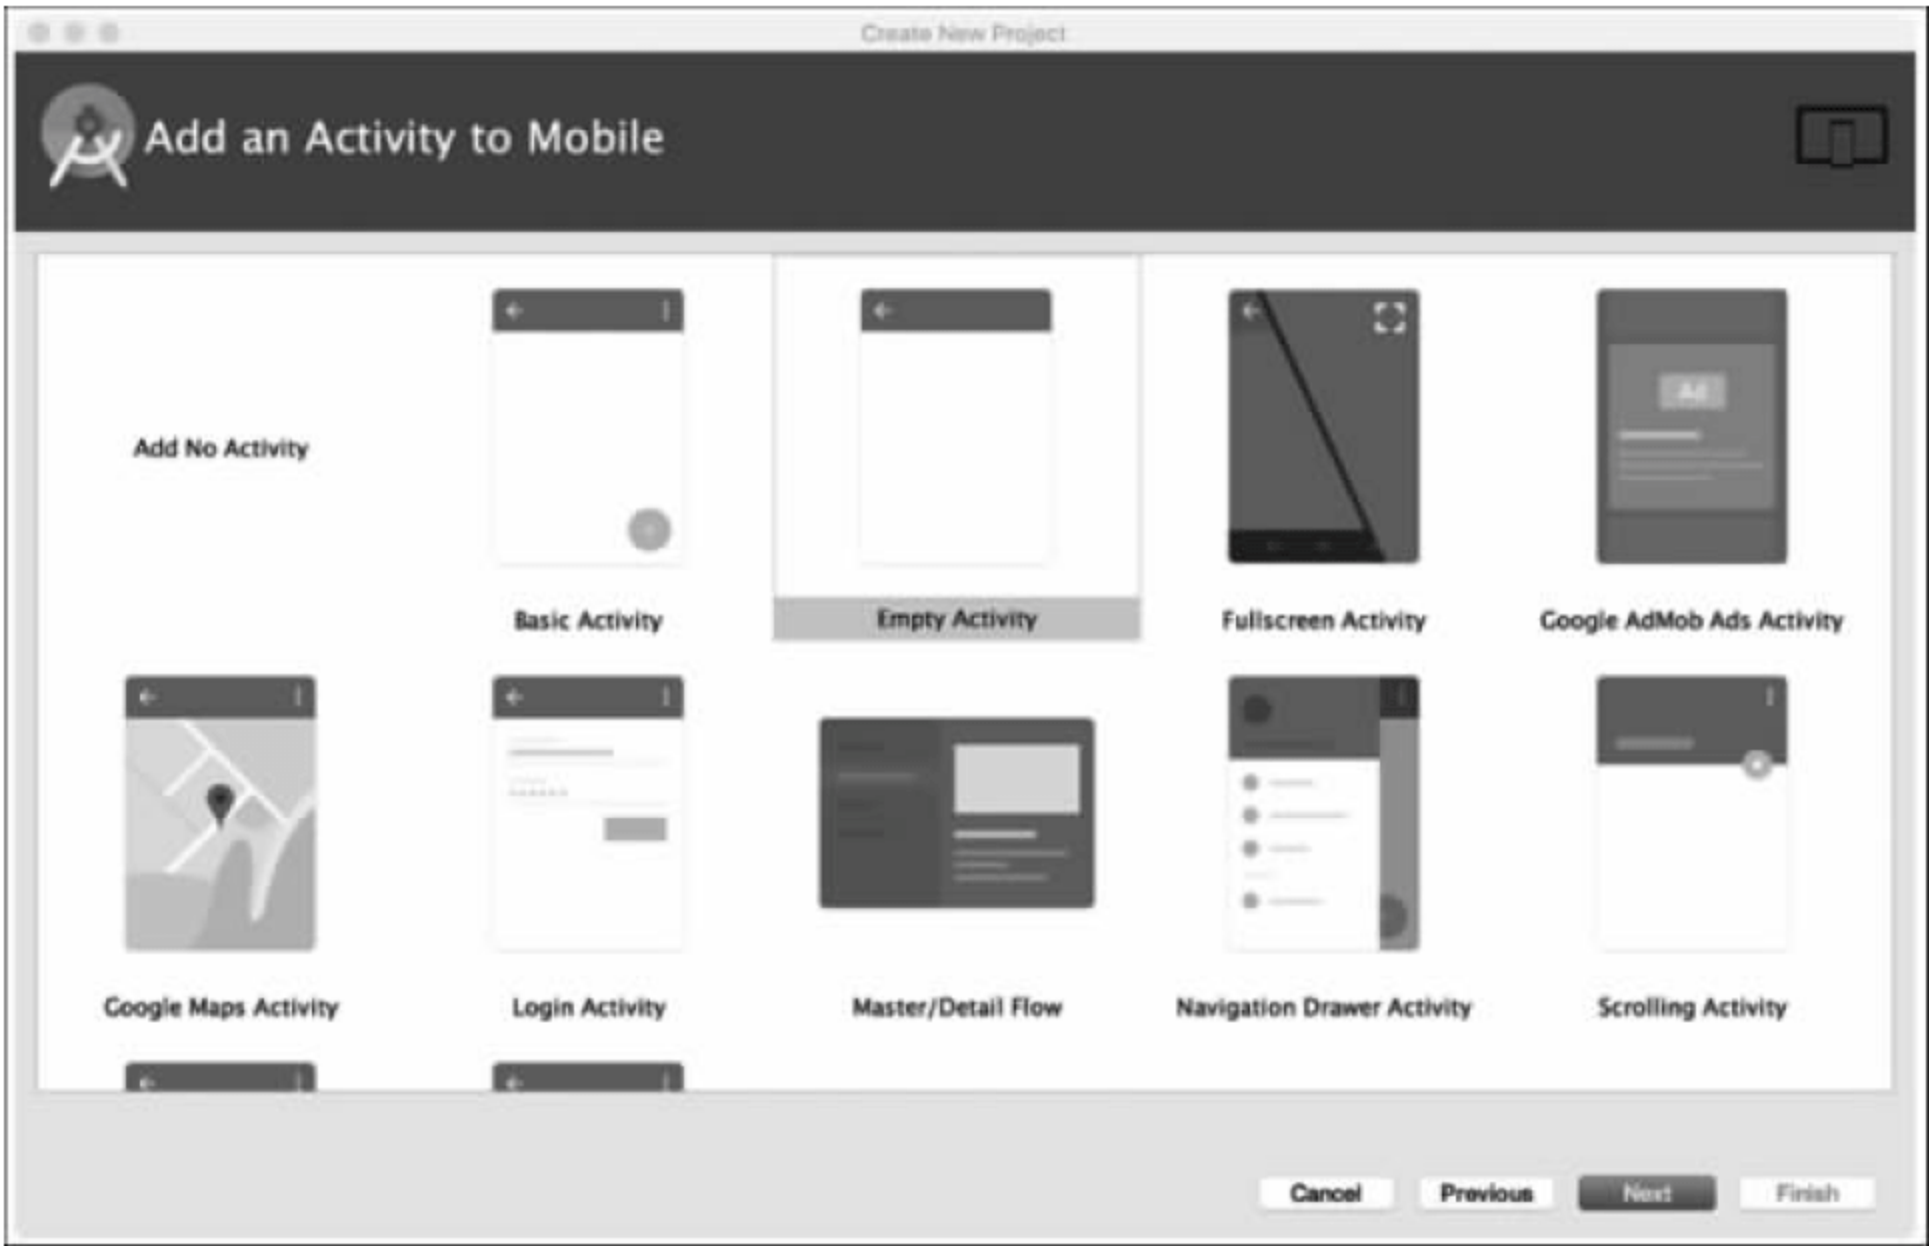 Create New Project
Add an Activity to Mobile
Ad
Add No Activity
Basic Activity
Empty Activity
Fullscreen Activity
Google AdMob Ads Activity
Google Maps Activity
Login Activity
Master/Detail Flow
Navigation Drawer Activity
Scrolling Activity
Cancel
Previous
Next
Finish